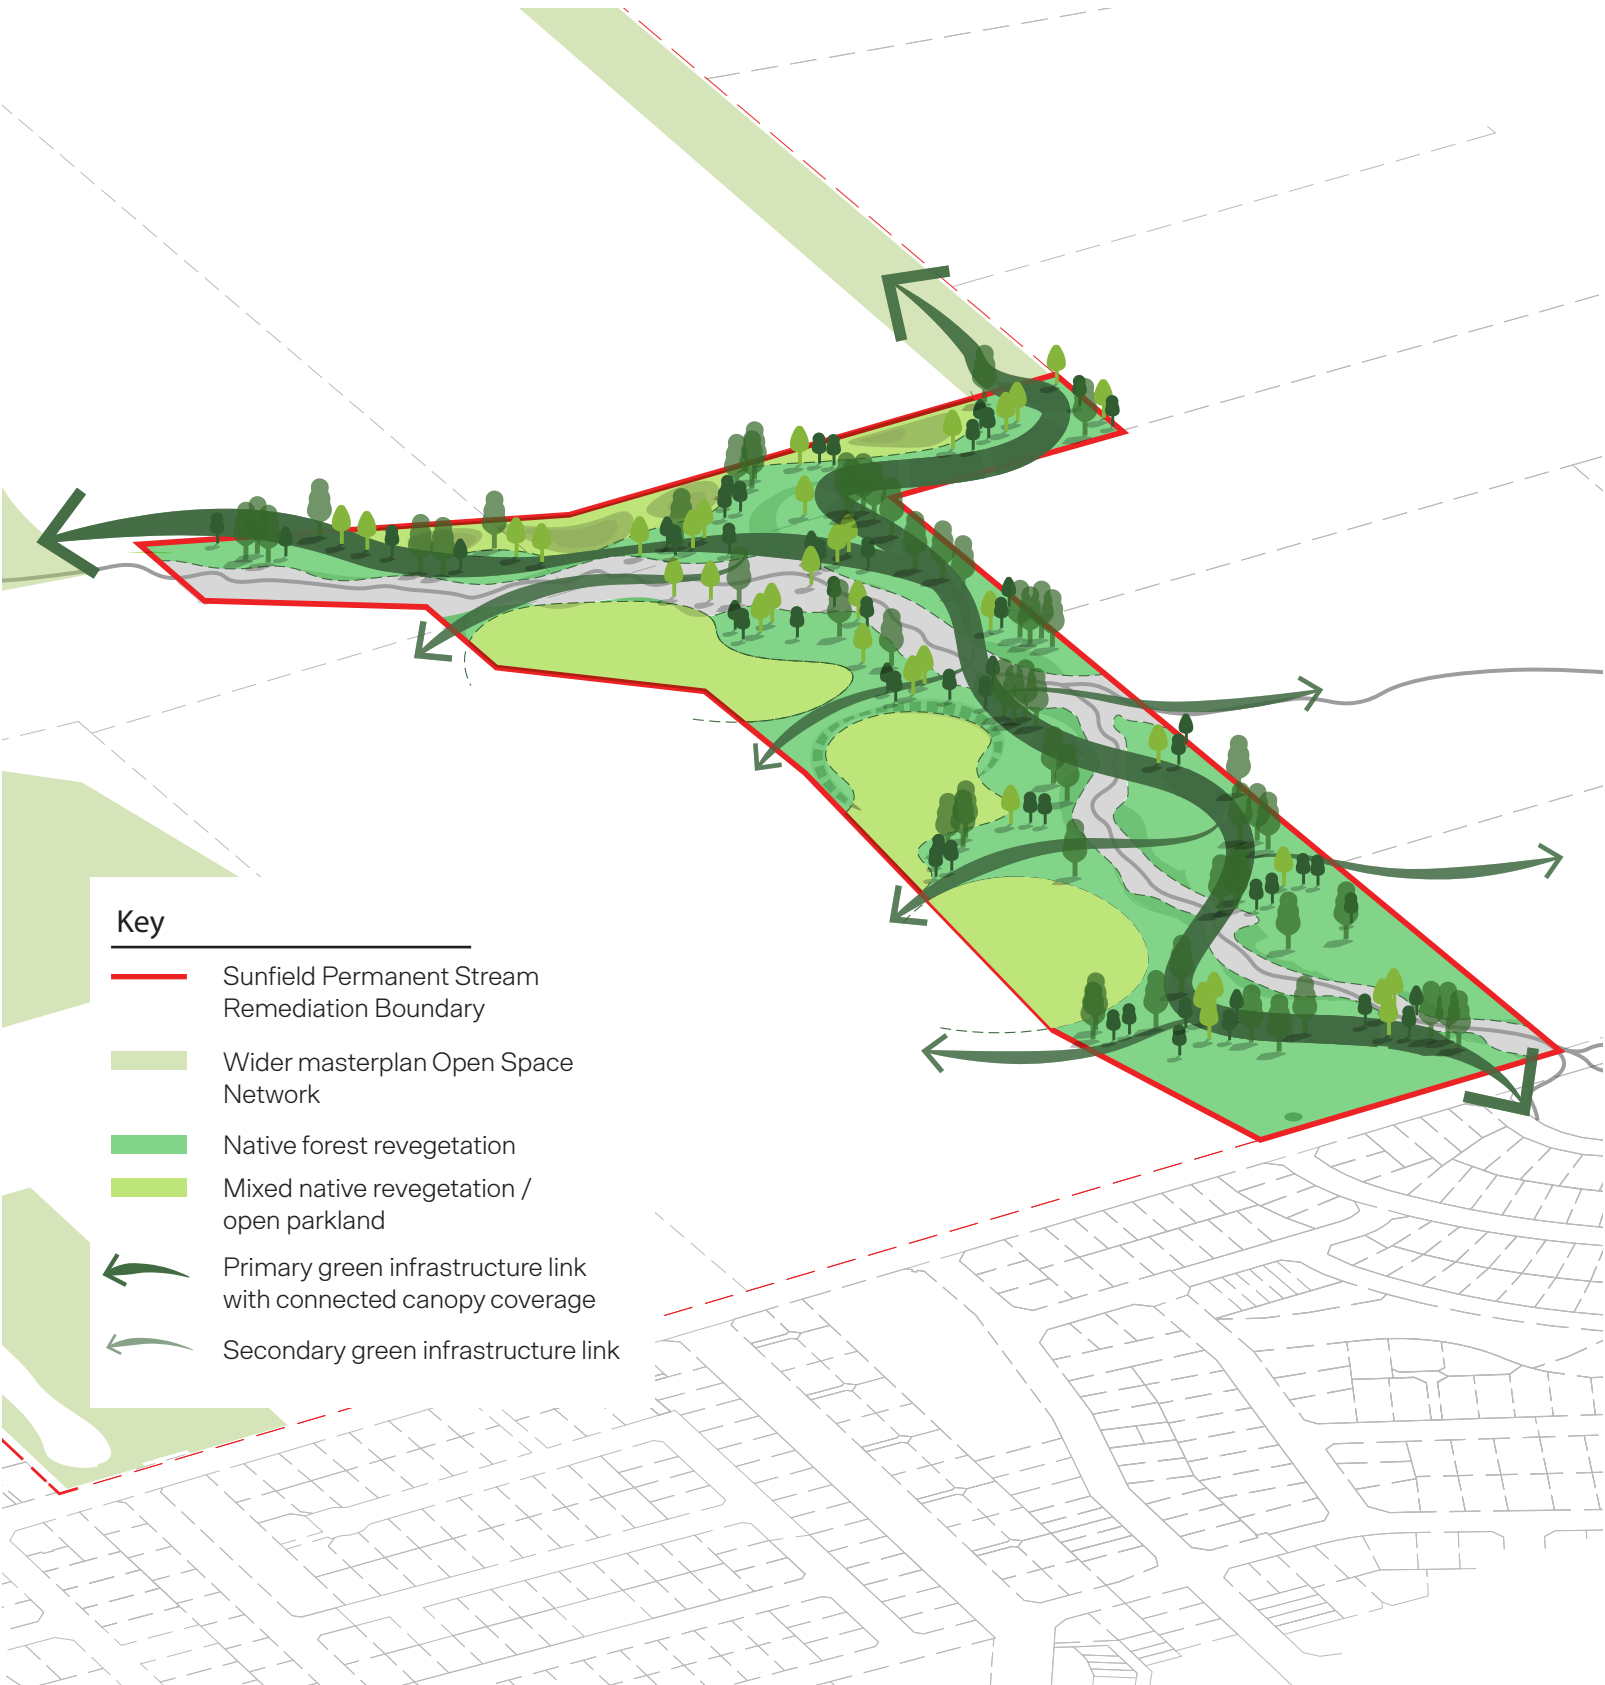 Key
Sunfield Permanent Stream
Remediation Boundary
Wider masterplan Open Space
Network
Native forest revegetation
Mixed native revegetation /
open parkland
Primary green infrastructure link
with connected canopy coverage
Secondary green infrastructure link